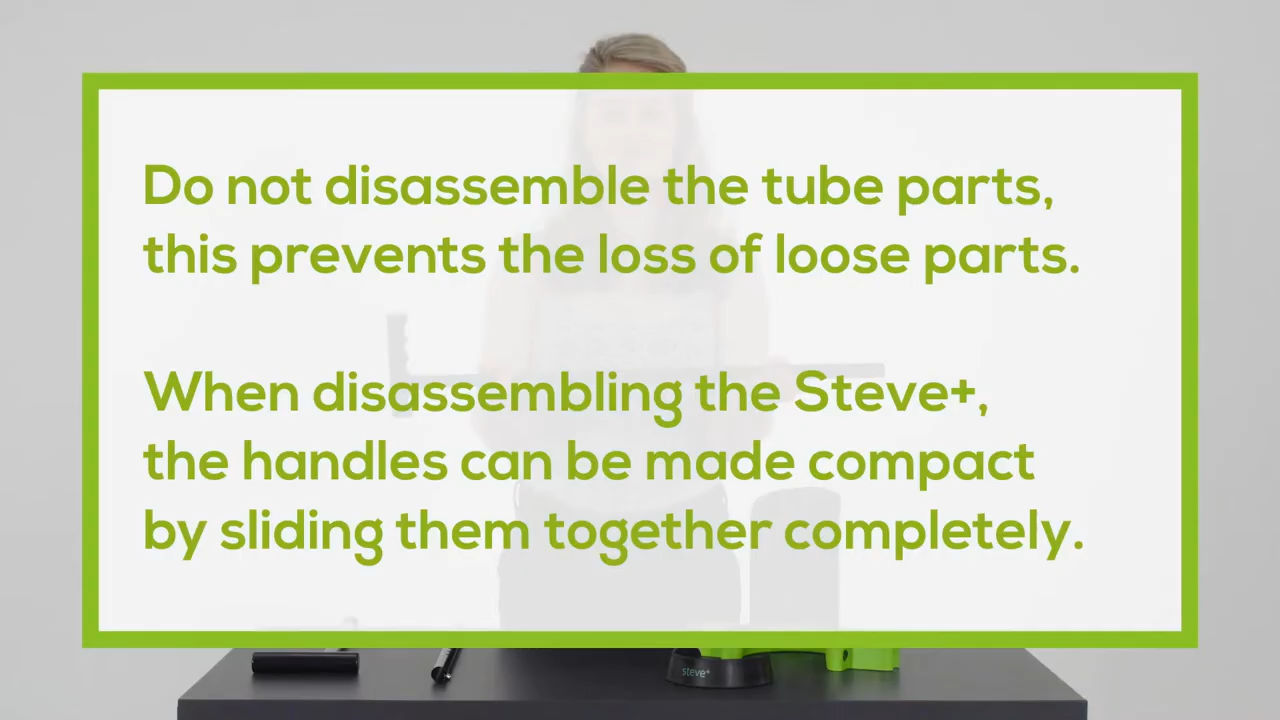 Do not disassemble the tube parts,
this prevents the loss of loose parts.
When disassembling the Steve+,
the handles can be made compact
by sliding them together completely.
steve+